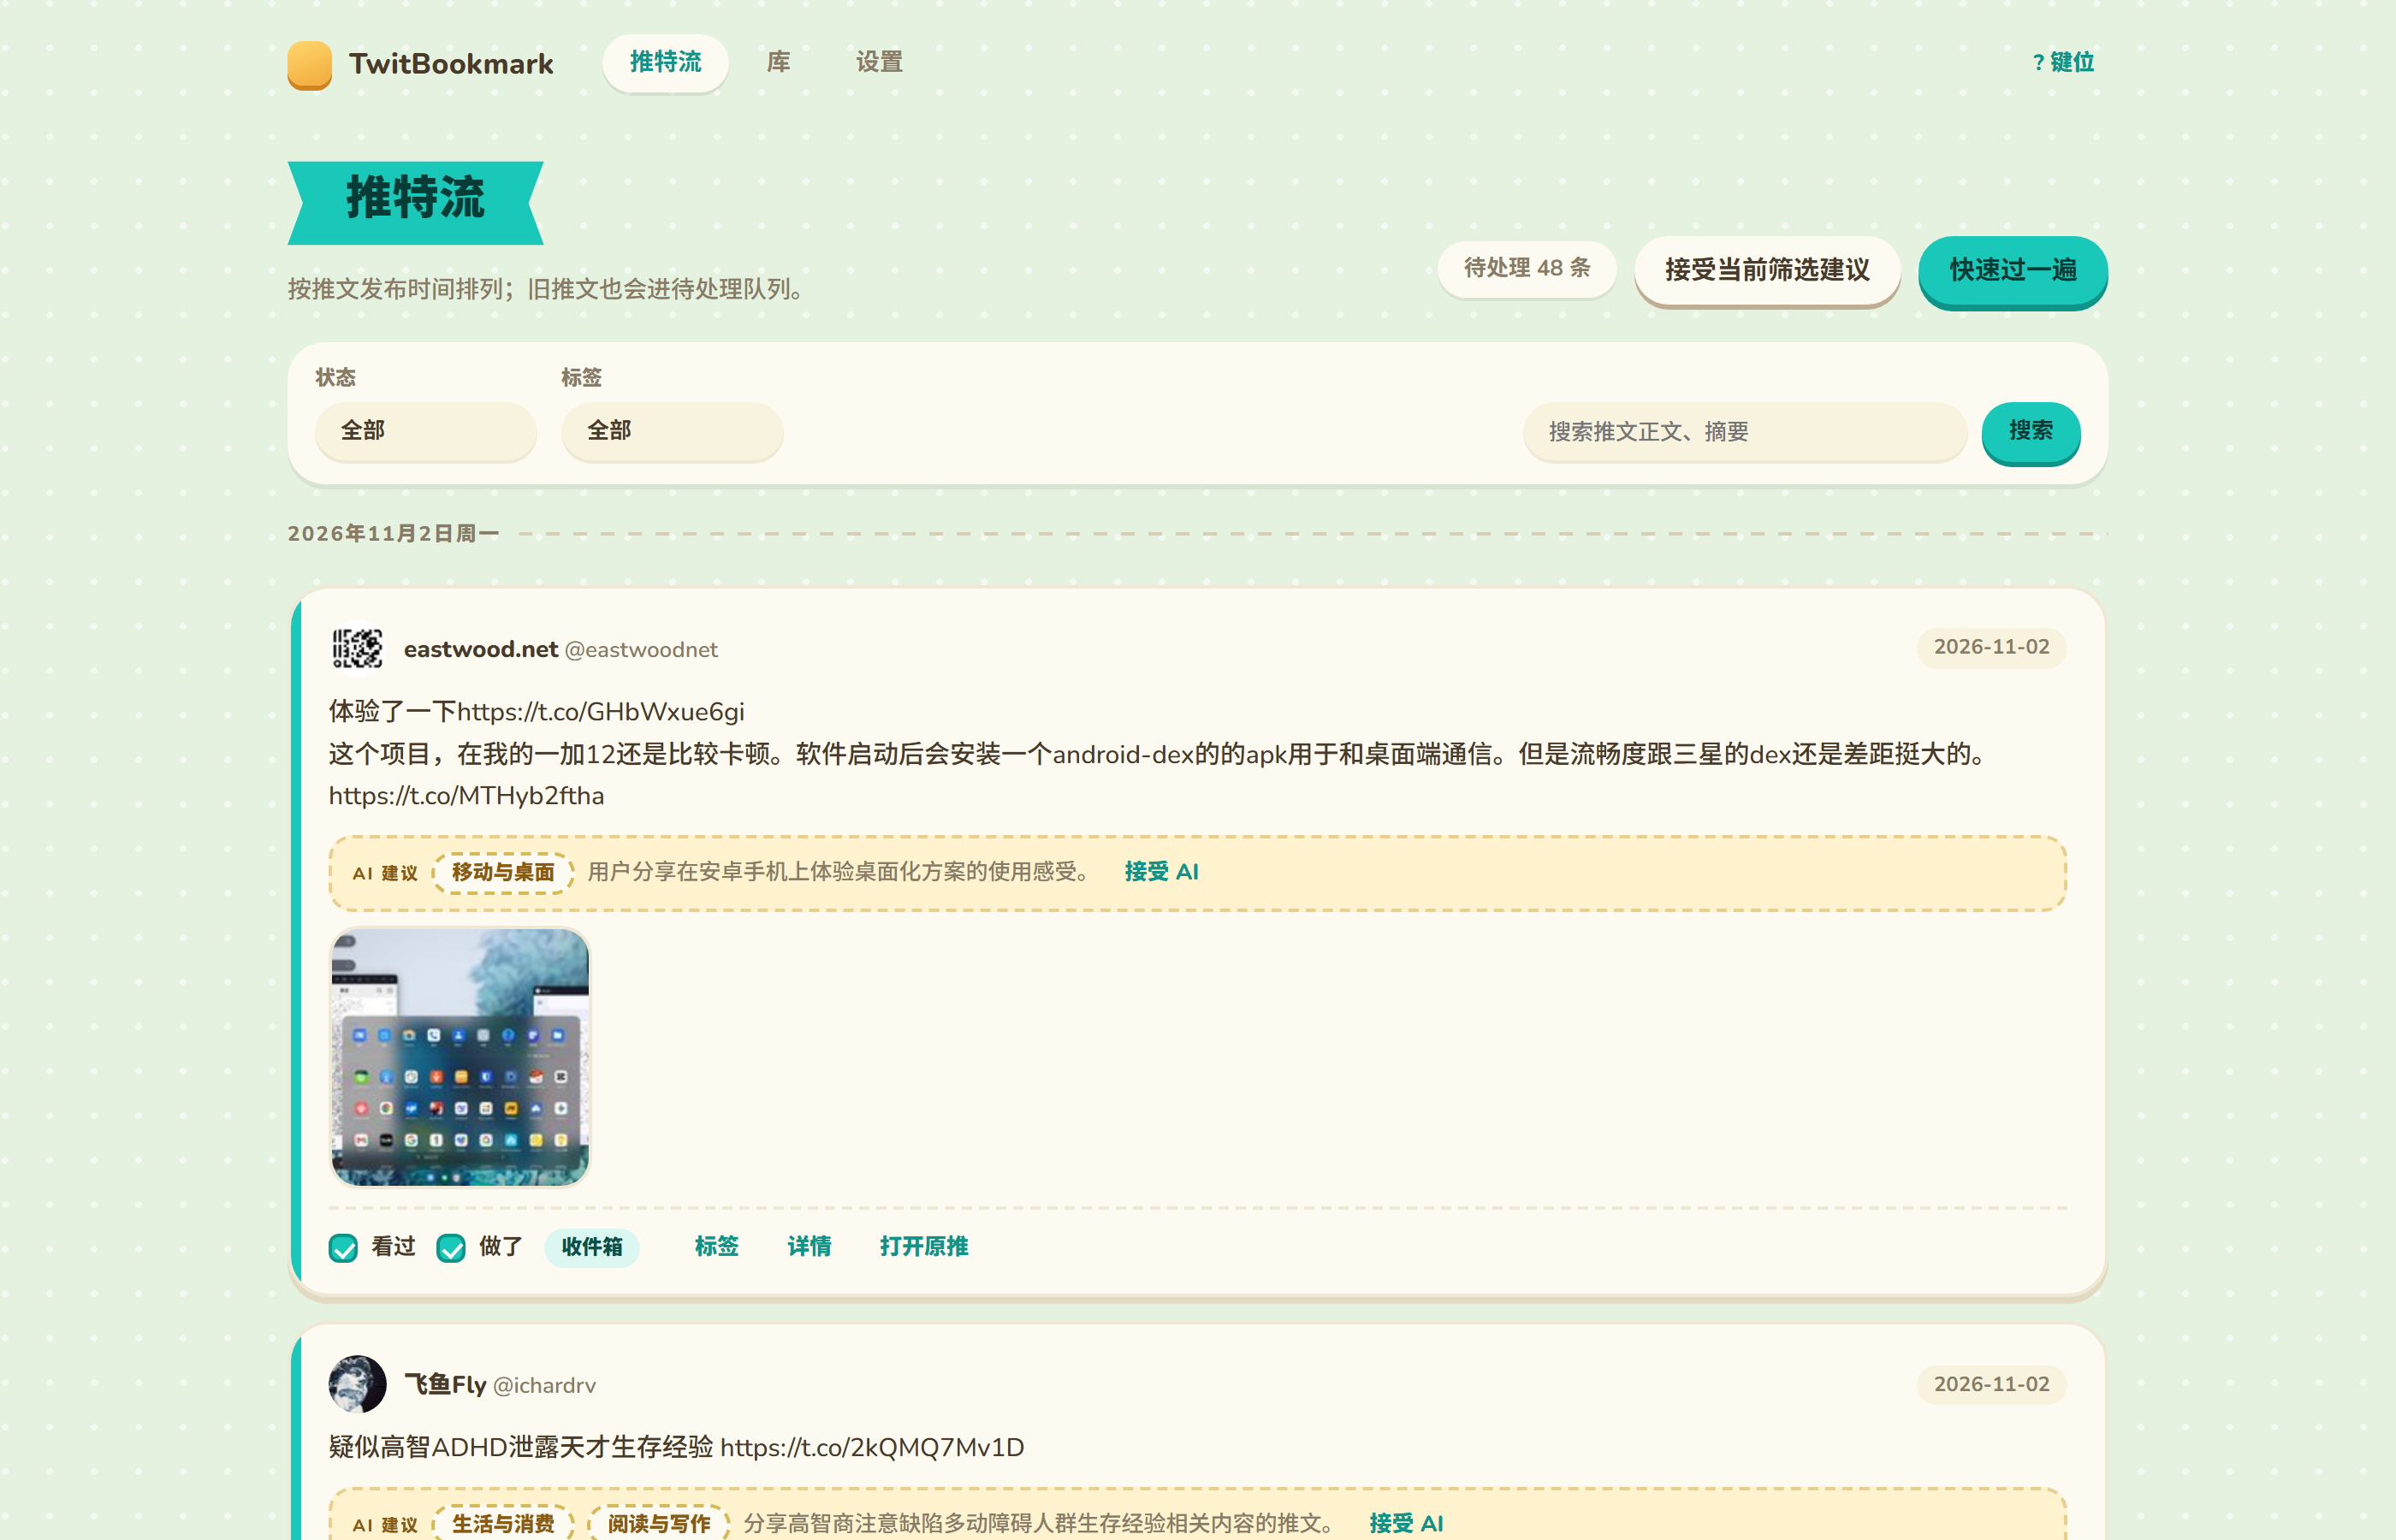 TwitBookmark 推特流 库 设置 ? 键位
推特流
按推文发布时间排列；旧推文也会进待处理队列。
待处理 48 条 接受当前筛选建议 快速过一遍
状态 标签
全部 全部 搜索推文正文、摘要 搜索
2026年11月2日周一
eastwood.net @eastwoodnet 2026-11-02
体验了一下https://t.co/GHbWxue6gi
这个项目，在我的一加12还是比较卡顿。软件启动后会安装一个android-dex的的apk用于和桌面端通信。但是流畅度跟三星的dex还是差距挺大的。
https://t.co/MTHyb2ftha
AI 建议 移动与桌面 用户分享在安卓手机上体验桌面化方案的使用感受。 接受 AI
看过 做了 收件箱 标签 详情 打开原推
飞鱼Fly @ichardrv 2026-11-02
疑似高智ADHD泄露天才生存经验 https://t.co/2kQMQ7Mv1D
AI 建议 生活与消费 阅读与写作 分享高智商注意缺陷多动障碍人群生存经验相关内容的推文。 接受 AI